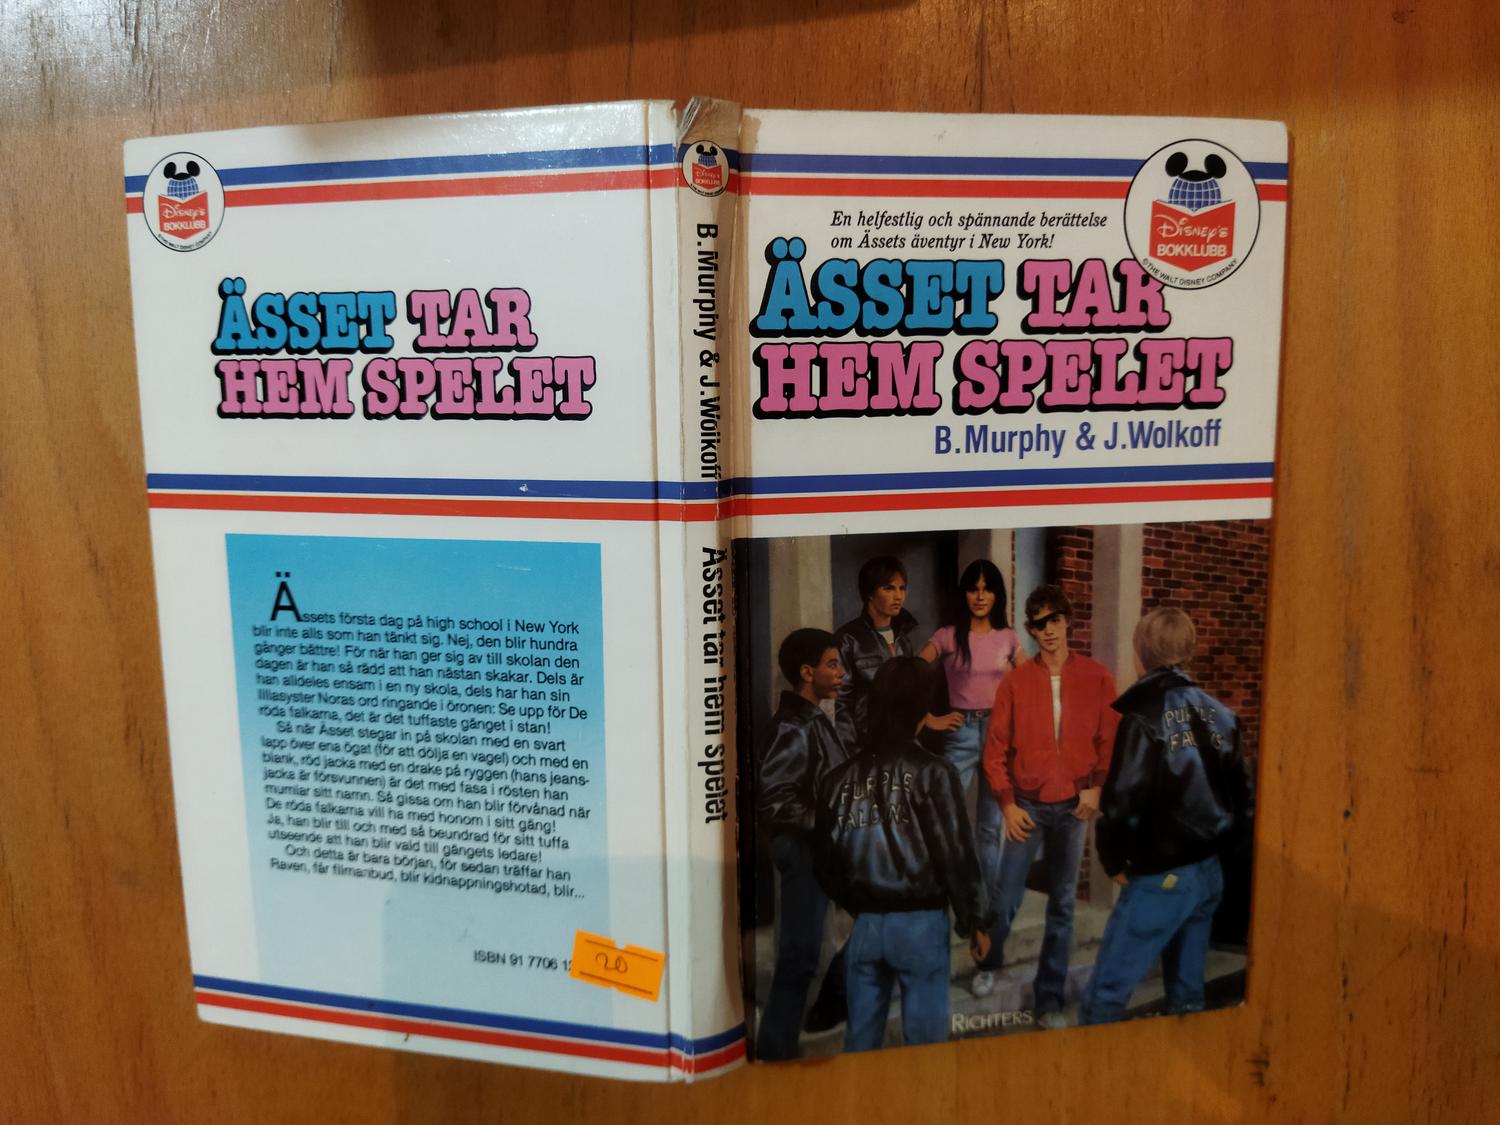 DISNEY'S
BOKKLUBB
© THE WALT DISNEY COMPANY
ÄSSET TAR
HEM SPELET
Ässets första dag på high school i New York
blir inte alls som han tänkt sig. Nej, den blir hundra
gånger bättre! För när han ger sig av till skolan den
dagen är han så rädd att han nästan skakar. Dels är
han alldeles ensam i en ny skola, dels har han sin
lillasyster Noras ord ringande i öronen: Se upp för De
röda falkarna, det är det tuffaste gänget i stan!
Så när Ässet stegar in på skolan med en svart
lapp över ena ögat (för att dölja en vagel) och med en
blank, röd jacka med en drake på ryggen (hans jeans-
jacka är försvunnen) är det med fasa i rösten han
mumlar sitt namn. Så gissa om han blir förvånad när
De röda falkarna vill ha med honom i sitt gäng!
Ja, han blir till och med så beundrad för sitt tuffa
utseende att han blir vald till gängets ledare!
Och detta är bara början, för sedan träffar han
Raven, får filmanbud, blir kidnappningshotad, blir...
ISBN 91 7706 1
20
DISNEY'S
BOKKLUBB
B. Murphy & J. Wolkoff
Ässet tar hem spelet
En helfestlig och spännande berättelse
om Ässets äventyr i New York!
DISNEY'S
BOKKLUBB
© THE WALT DISNEY COMPANY
ÄSSET TAR
HEM SPELET
B.Murphy & J.Wolkoff
PURPLE
FALCONS
PURPLE
FALCONS
RICHTERS